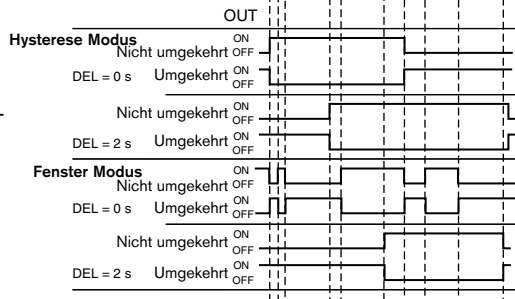 OUT
Hysterese Modus
ON
Nicht umgekehrt OFF
DEL = 0 s Umgekehrt ON
OFF
Nicht umgekehrt ON
OFF
DEL = 2 s Umgekehrt ON
OFF
Fenster Modus
ON
Nicht umgekehrt OFF
DEL = 0 s Umgekehrt ON
OFF
Nicht umgekehrt ON
OFF
DEL = 2 s Umgekehrt ON
OFF